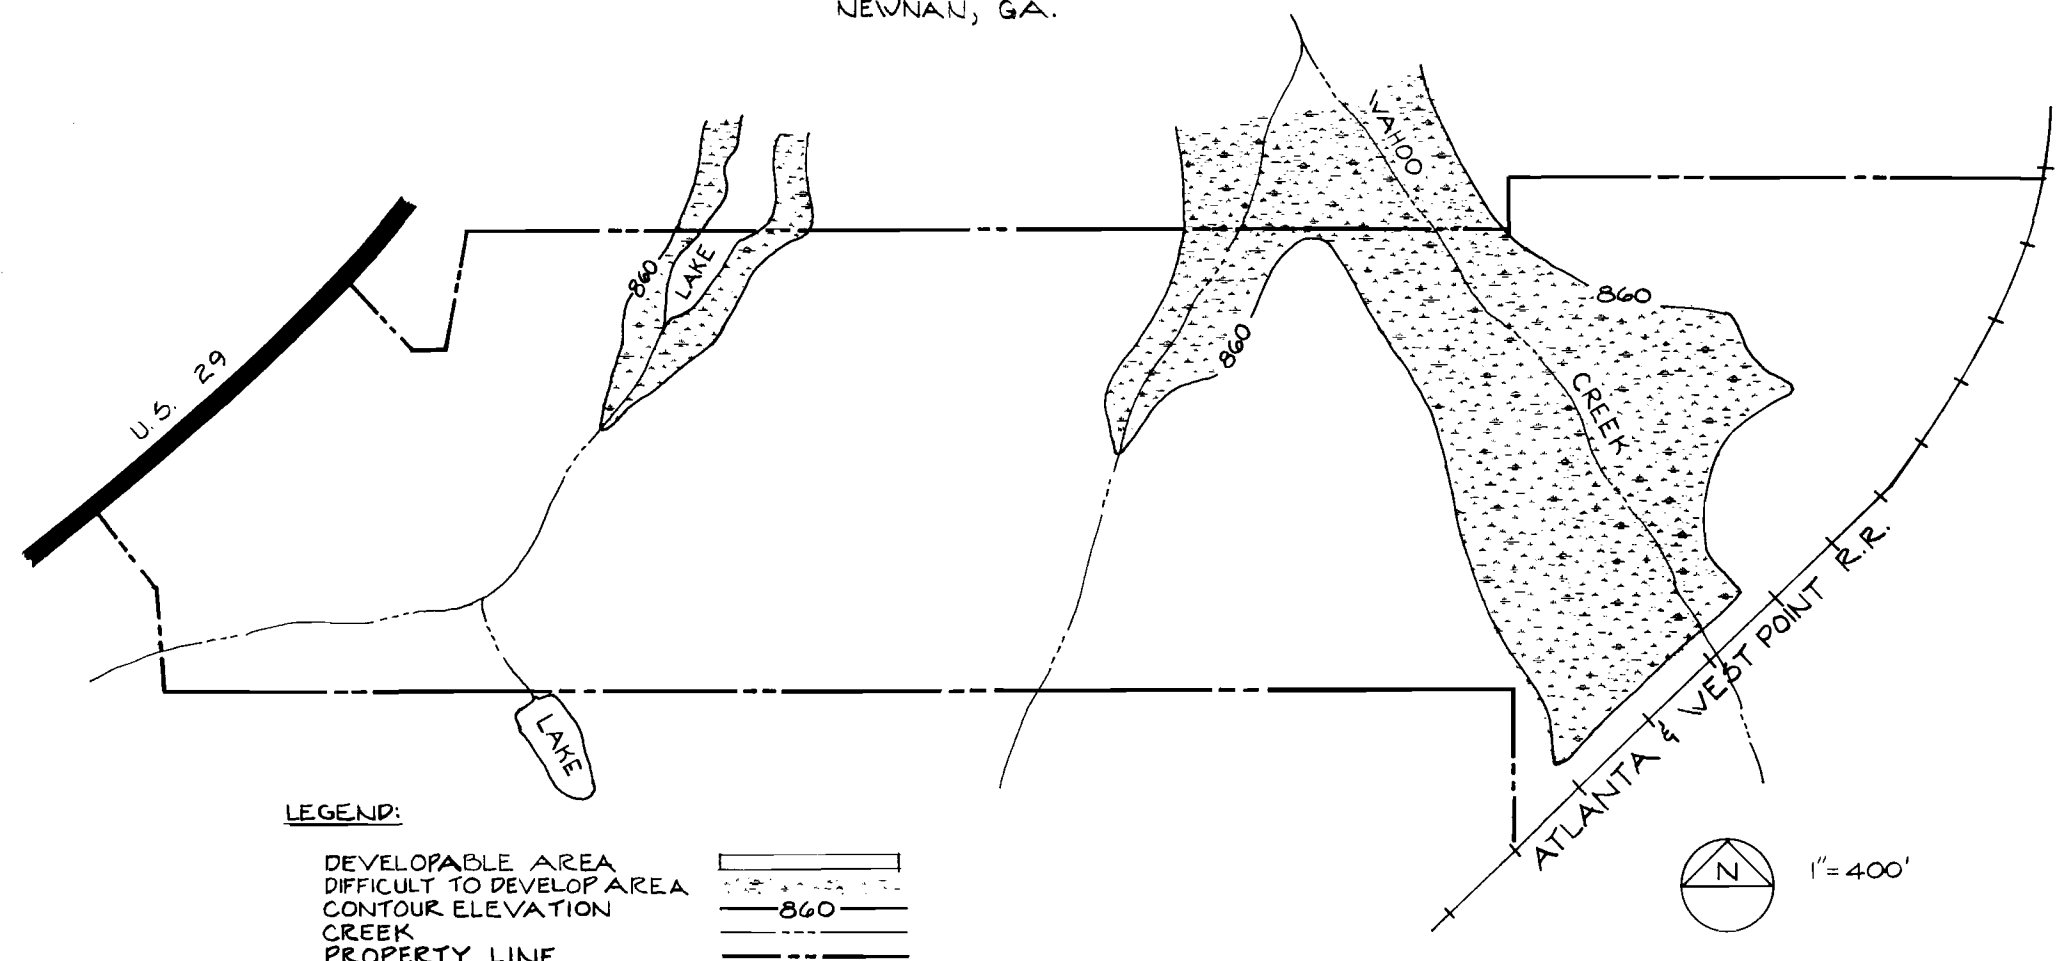 NEWNAN, GA.
WAHOO
CREEK
860
LAKE
860
860
U.S. 29
LAKE
ATLANTA & WEST POINT R.R.
LEGEND:
DEVELOPABLE AREA
DIFFICULT TO DEVELOP AREA
CONTOUR ELEVATION 860
CREEK
PROPERTY LINE
N
1"=400'